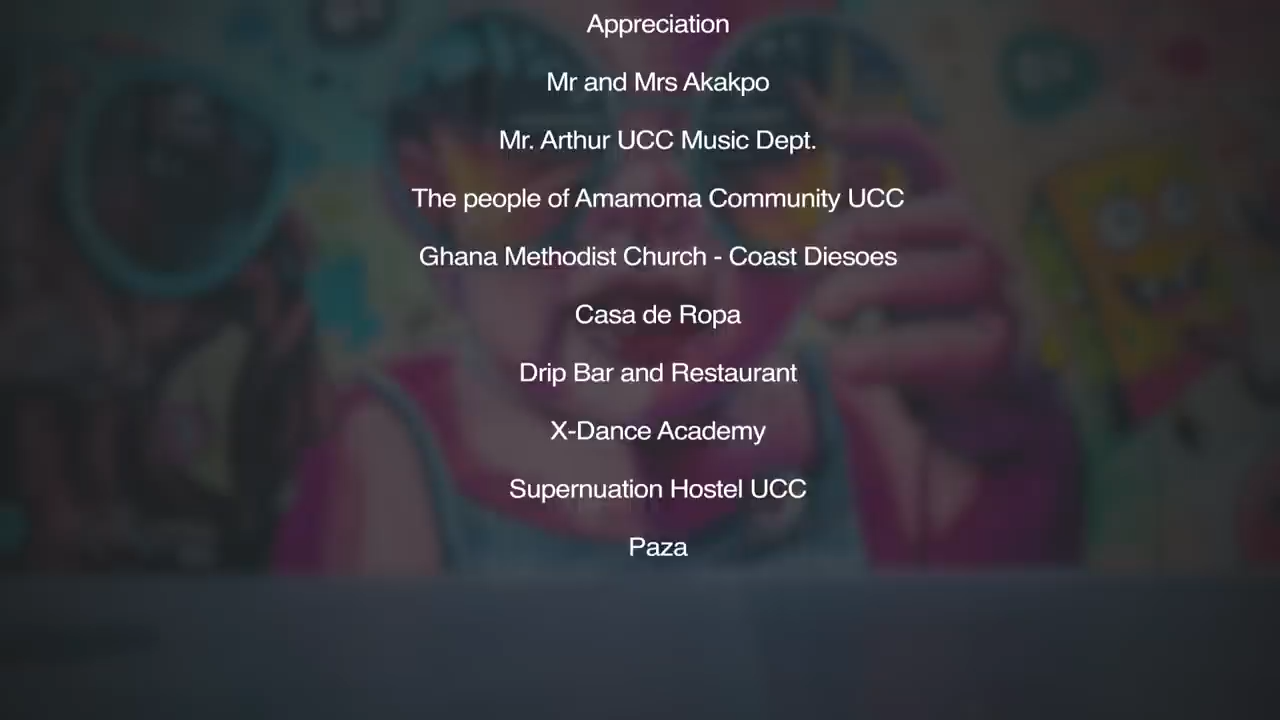 Appreciation
Mr and Mrs Akakpo
Mr. Arthur UCC Music Dept.
The people of Amamoma Community UCC
Ghana Methodist Church - Coast Diesoes
Casa de Ropa
Drip Bar and Restaurant
X-Dance Academy
Supernuation Hostel UCC
Paza